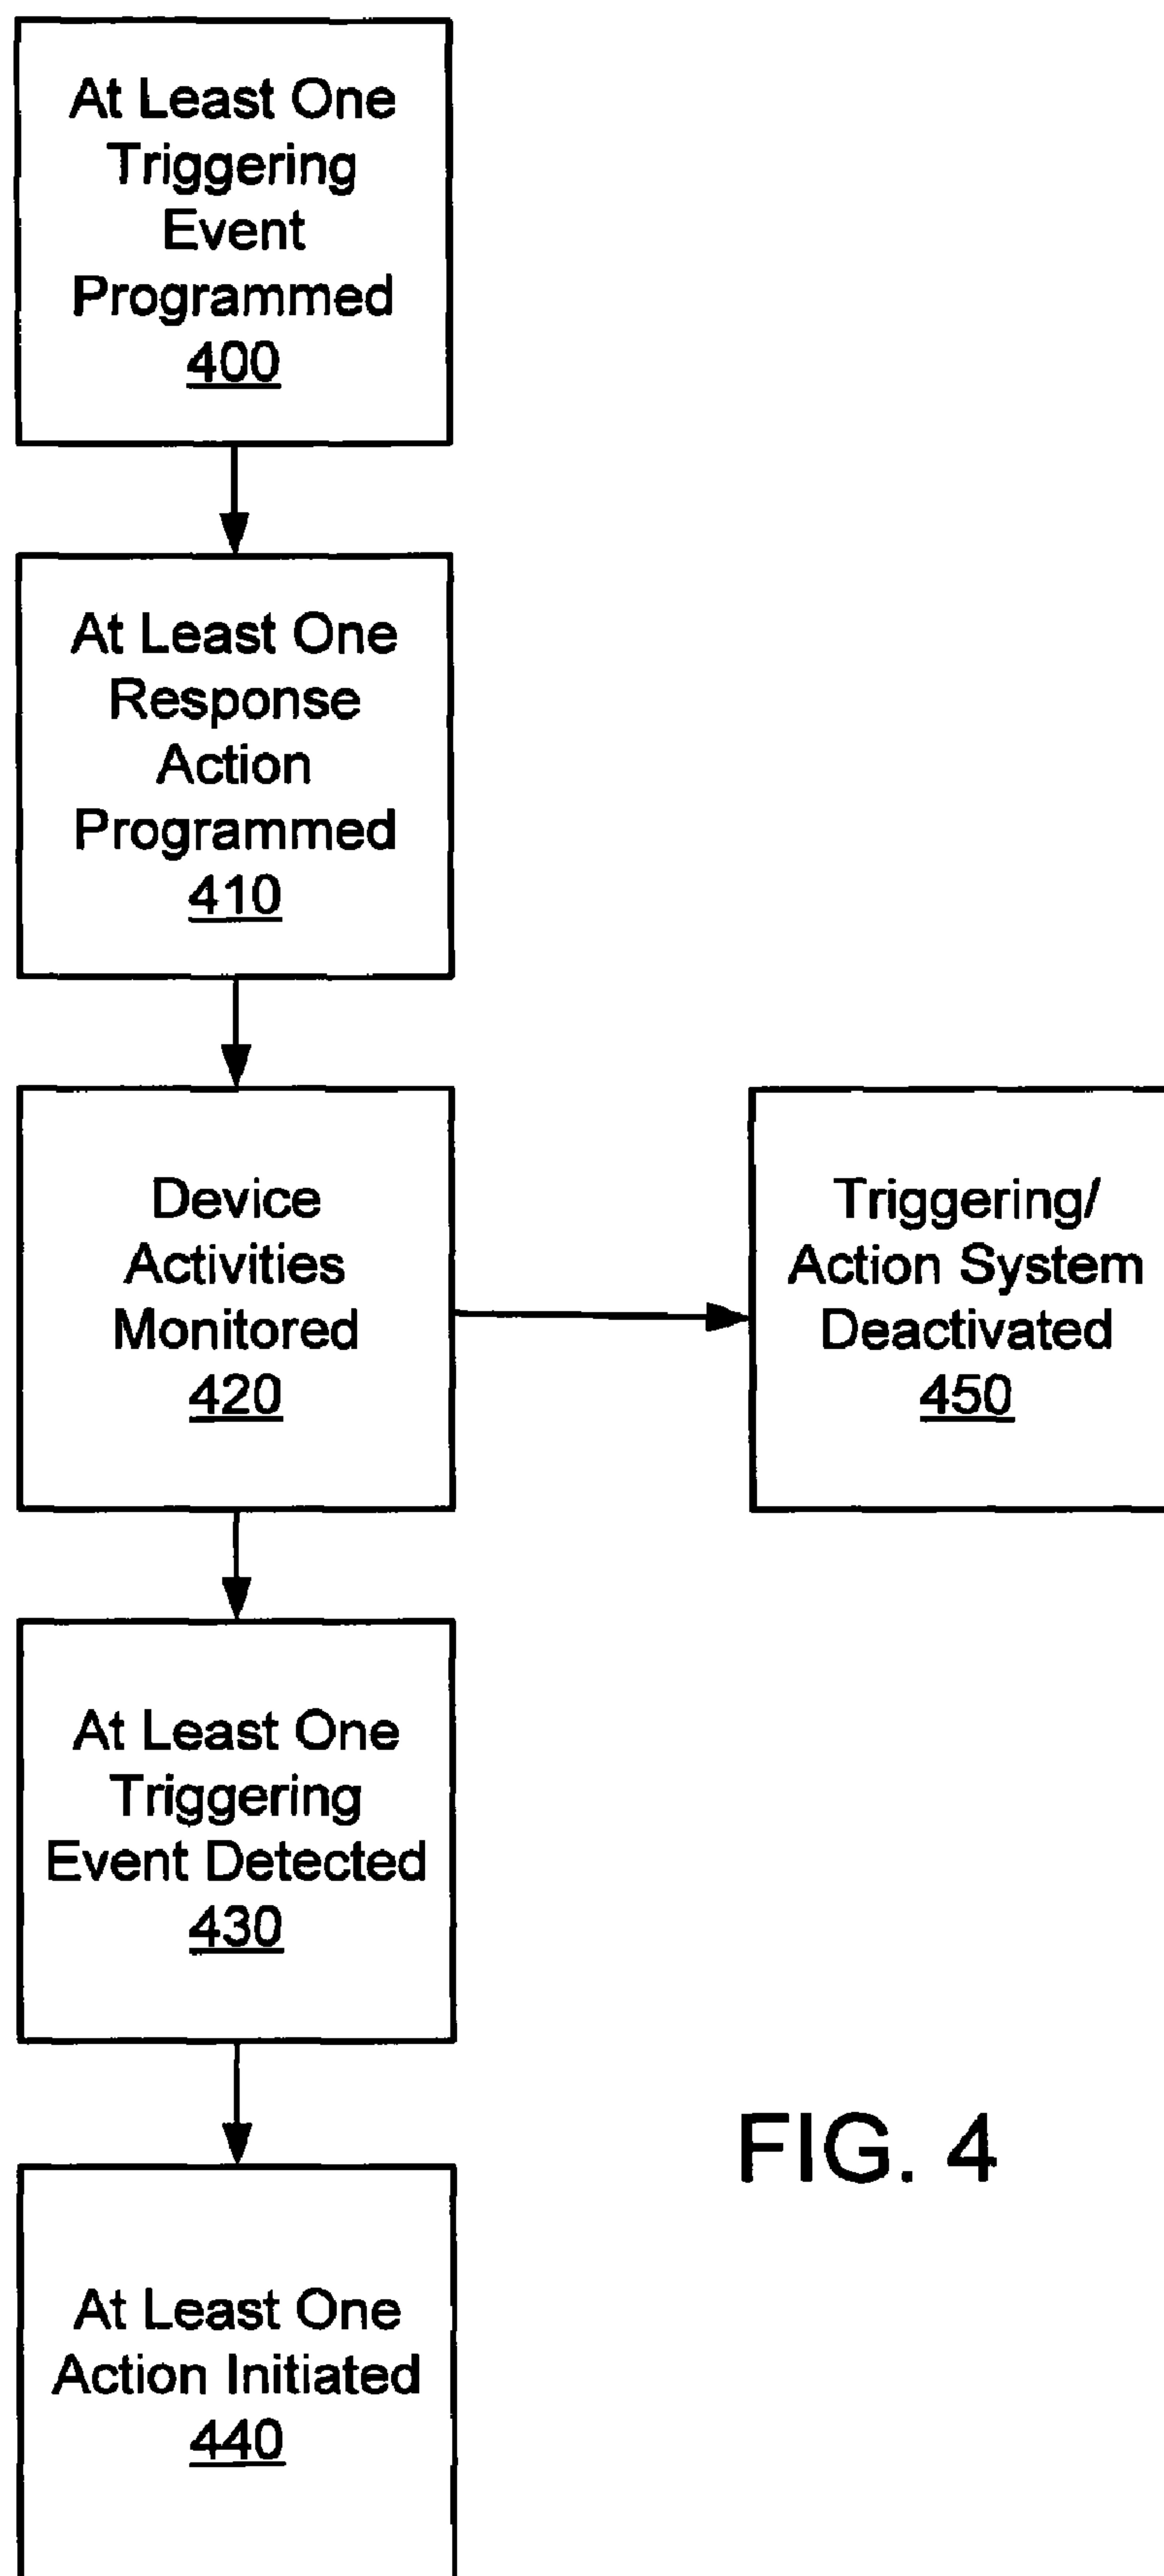 At Least One
Triggering
Event
Programmed
400
At Least One
Response
Action
Programmed
410
Device
Activities
Monitored
420
Triggering/
Action System
Deactivated
450
At Least One
Triggering
Event Detected
430
At Least One
Action Initiated
440
FIG. 4